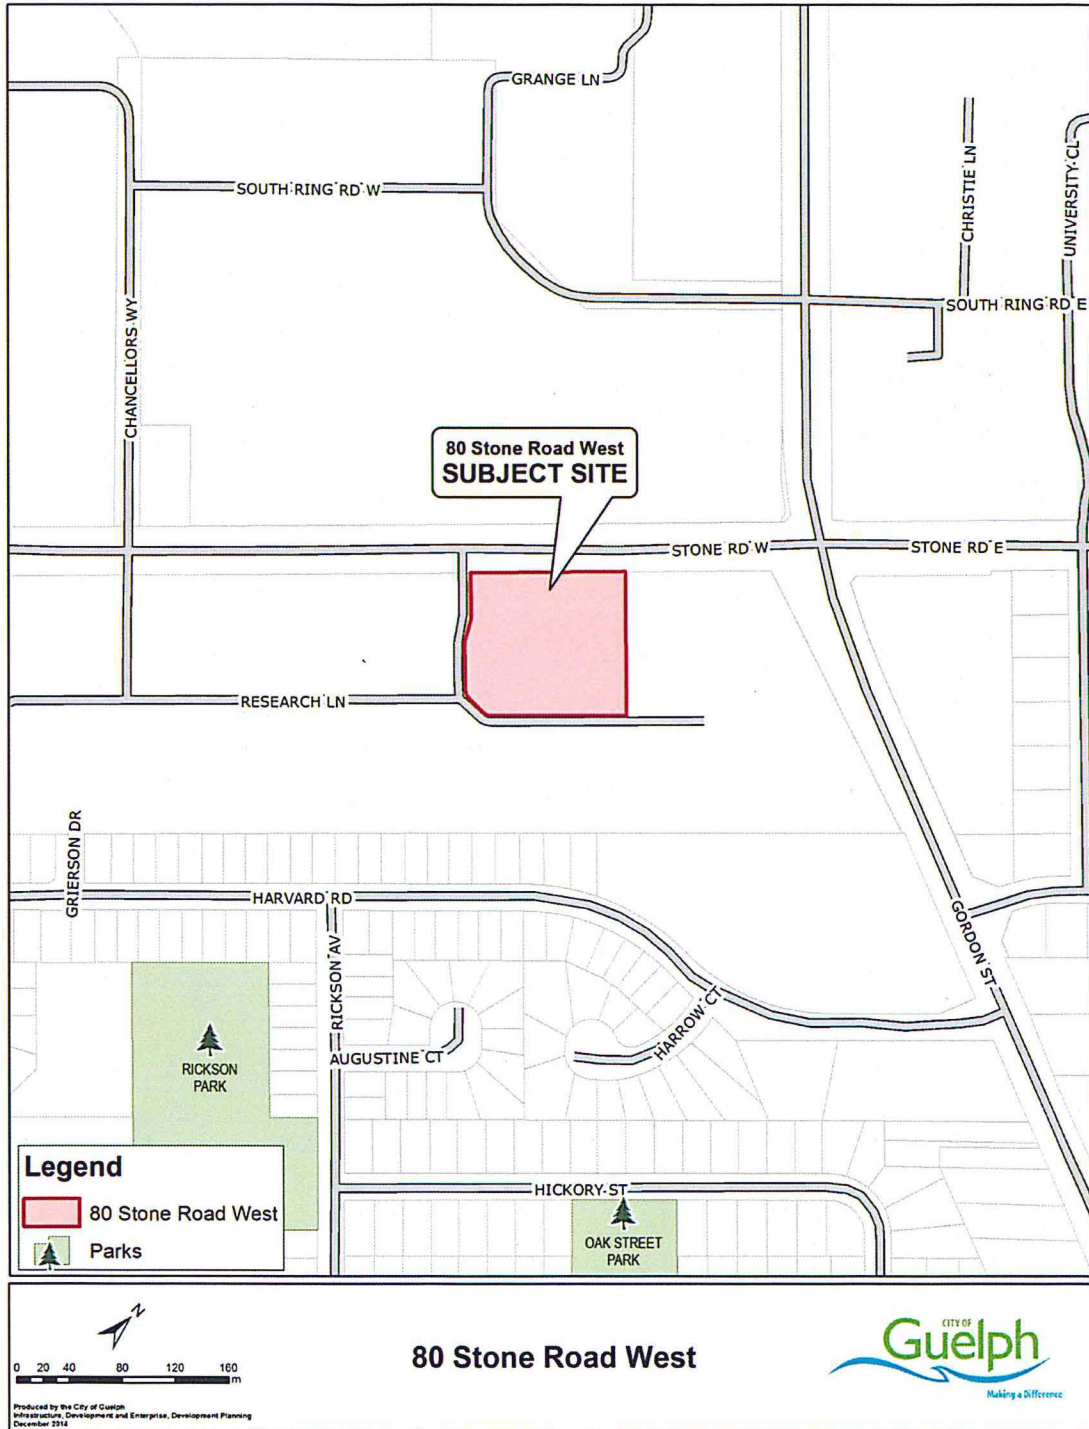 GRANGE LN
SOUTH RING RD W
CHRISTIE LN
UNIVERSITY CL
SOUTH RING RD E
CHANCELLORS WY
80 Stone Road West
SUBJECT SITE
STONE RD W
STONE RD E
RESEARCH LN
GRIERSON DR
HARVARD RD
RICKSON AV
GORDON ST
HARROW CT
AUGUSTINE CT
RICKSON
PARK
HICKORY ST
OAK STREET
PARK
Legend
80 Stone Road West
Parks
N
0 20 40 80 120 160
m
Produced by the City of Guelph
Infrastructure, Development and Enterprise, Development Planning
December 2014
80 Stone Road West
CITY OF
Guelph
Making a Difference